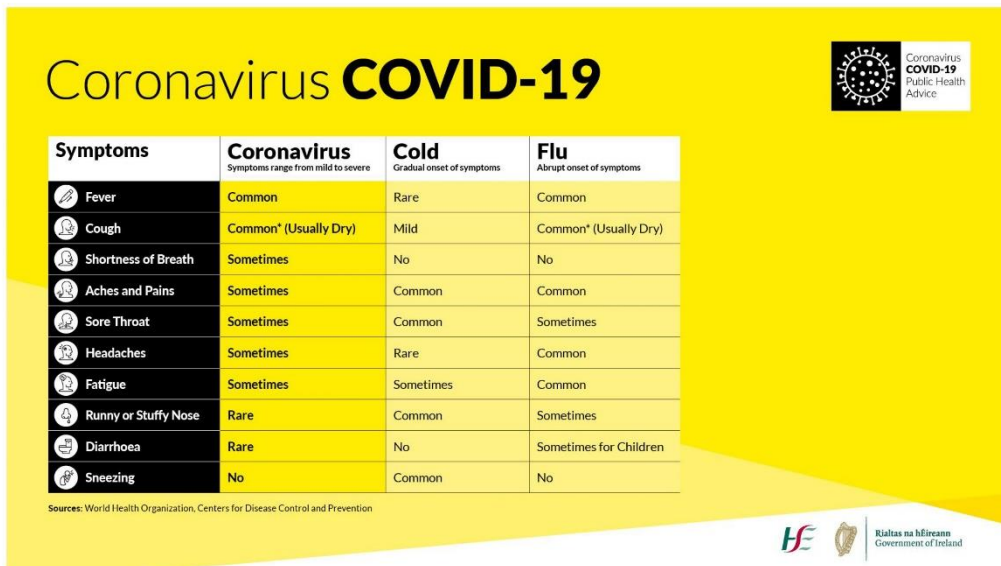 Coronavirus COVID-19
Coronavirus
COVID-19
Public Health
Advice
Symptoms Coronavirus Cold Flu
Symptoms range from mild to severe Gradual onset of symptoms Abrupt onset of symptoms
Fever Common Rare Common
Cough Common* (Usually Dry) Mild Common* (Usually Dry)
Shortness of Breath Sometimes No No
Aches and Pains Sometimes Common Common
Sore Throat Sometimes Common Sometimes
Headaches Sometimes Rare Common
Fatigue Sometimes Sometimes Common
Runny or Stuffy Nose Rare Common Sometimes
Diarrhoea Rare No Sometimes for Children
Sneezing No Common No
Sources: World Health Organization, Centers for Disease Control and Prevention
HE
Rialtas na hÉireann
Government of Ireland